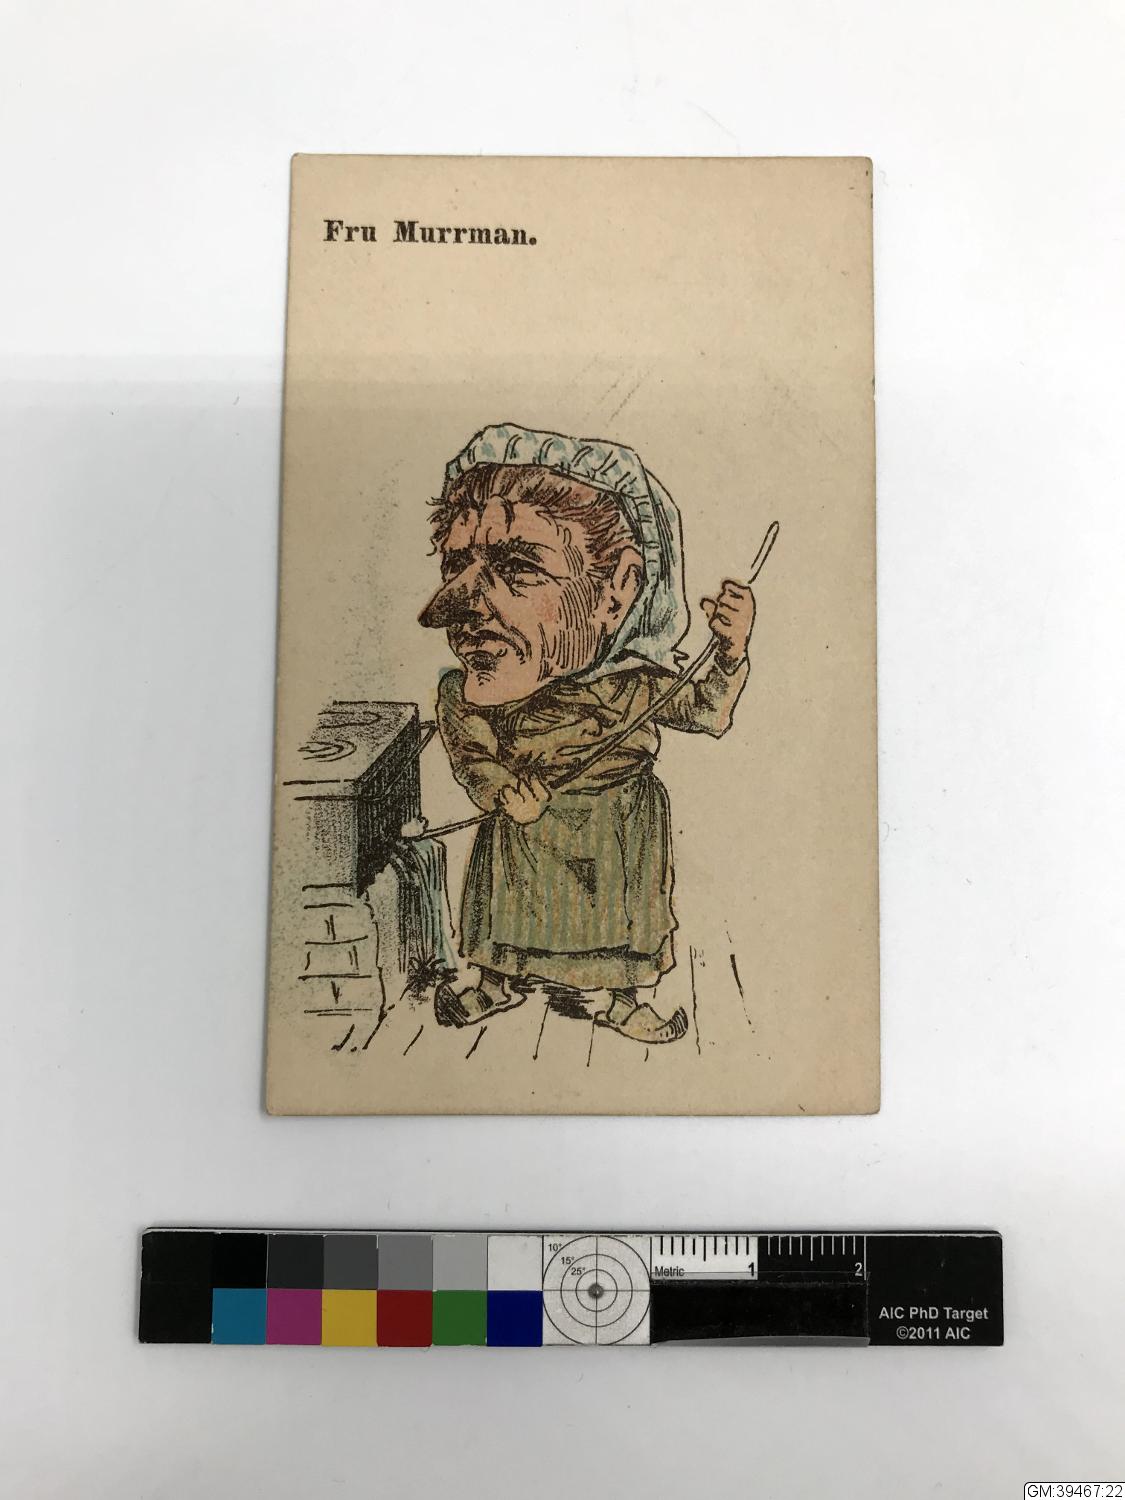 Fru Murrman.
10°
15°
25°
Metric 1 2
AIC PhD Target
©2011 AIC
GM:39467:22